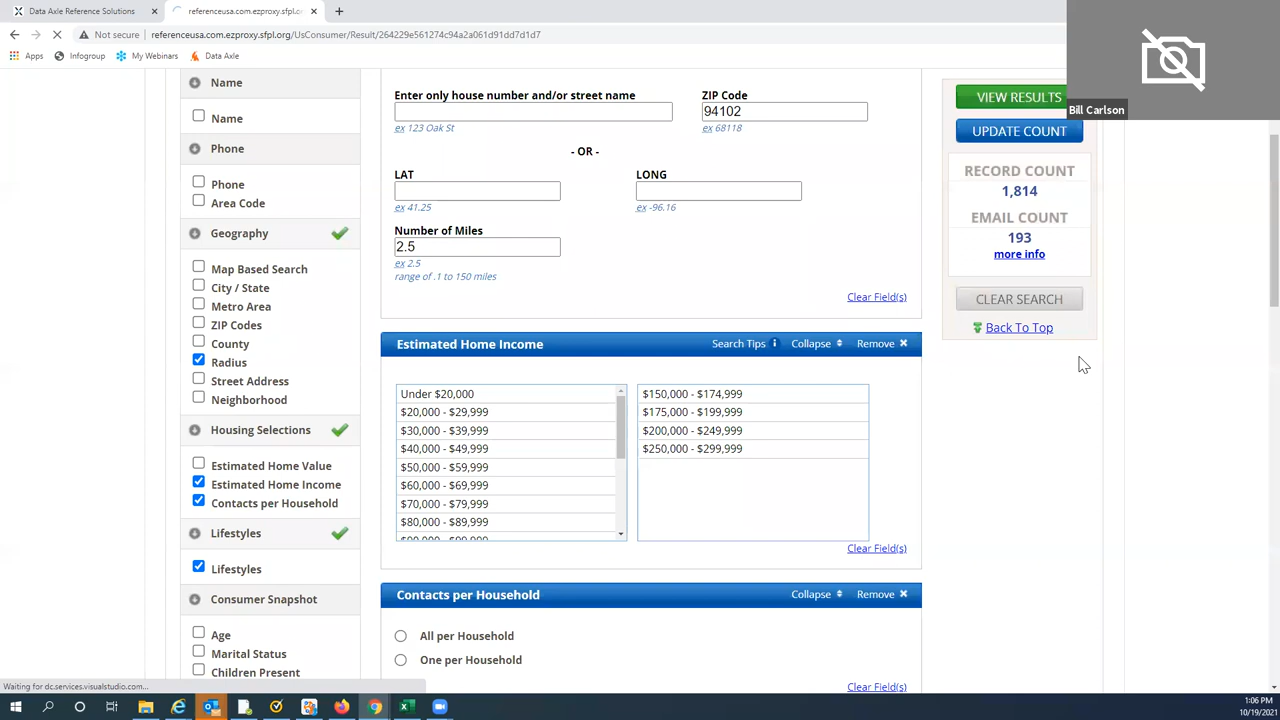 Data Axle Reference Solutions
referenceusa.com.ezproxy.sfpl.org
Not secure
referenceusa.com.ezproxy.sfpl.org/UsConsumer/Result/264229e561274c94a2a061d91dd7d1d7
Apps
Infogroup
My Webinars
Data Axle
Bill Carlson
Name
Name
Phone
Phone
Area Code
Geography
Map Based Search
City / State
Metro Area
ZIP Codes
County
Radius
Street Address
Neighborhood
Housing Selections
Estimated Home Value
Estimated Home Income
Contacts per Household
Lifestyles
Lifestyles
Consumer Snapshot
Age
Marital Status
Children Present
Enter only house number and/or street name
ex 123 Oak St
ZIP Code
94102
ex 68118
- OR -
LAT
ex 41.25
LONG
ex -96.16
Number of Miles
2.5
ex 2.5
range of .1 to 150 miles
Clear Field(s)
Estimated Home Income
Search Tips
Collapse
Remove
Under $20,000
$20,000 - $29,999
$30,000 - $39,999
$40,000 - $49,999
$50,000 - $59,999
$60,000 - $69,999
$70,000 - $79,999
$80,000 - $89,999
$90,000 - $99,999
$150,000 - $174,999
$175,000 - $199,999
$200,000 - $249,999
$250,000 - $299,999
Clear Field(s)
Contacts per Household
Collapse
Remove
All per Household
One per Household
Clear Field(s)
VIEW RESULTS
UPDATE COUNT
RECORD COUNT
1,814
EMAIL COUNT
193
more info
CLEAR SEARCH
Back To Top
Waiting for dc.services.visualstudio.com...
1:06 PM
10/19/2021